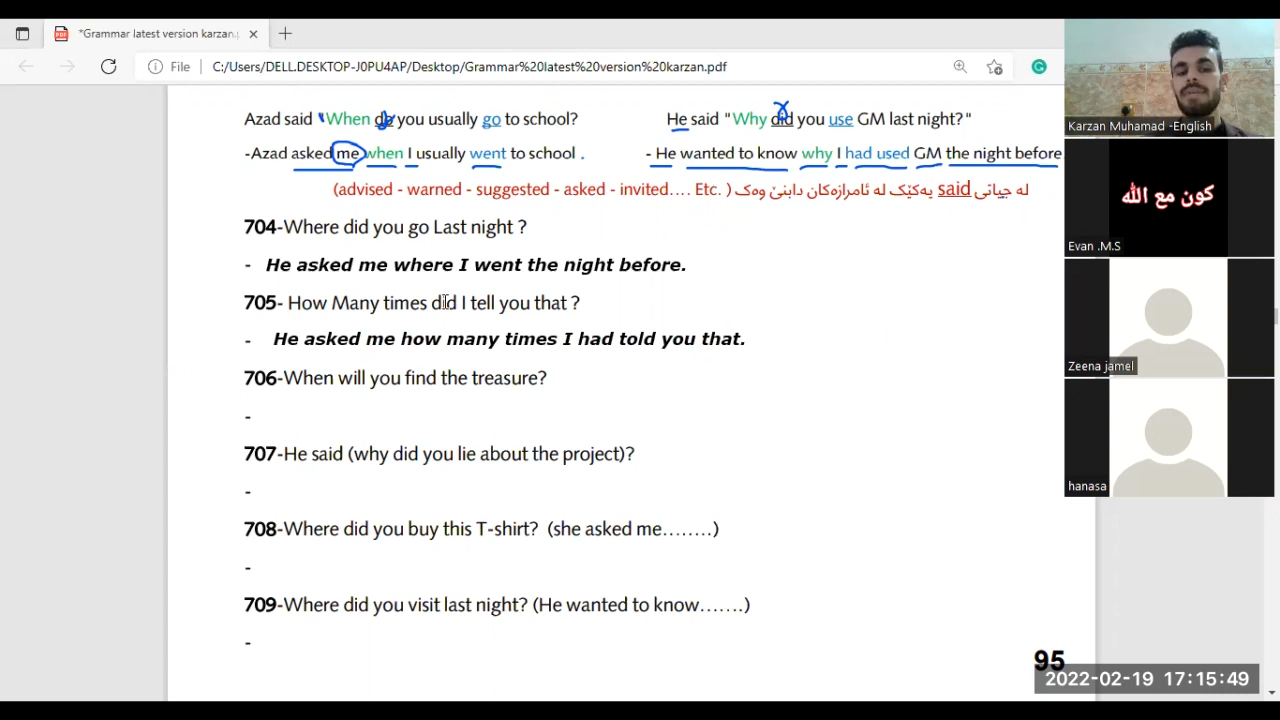 *Grammar latest version karzan.p
File C:/Users/DELL.DESKTOP-J0PU4AP/Desktop/Grammar%20latest%20version%20karzan.pdf
Azad said "When do you usually go to school? He said "Why did you use GM last night?"
-Azad asked me when I usually went to school . - He wanted to know why I had used GM the night before
لە جیاتی said یەکێک لە ئامرازەکان دابنێ وەک (advised - warned - suggested - asked - invited.... Etc. )
704-Where did you go Last night ?
- He asked me where I went the night before.
705- How Many times did I tell you that ?
- He asked me how many times I had told you that.
706-When will you find the treasure?
-
707-He said (why did you lie about the project)?
-
708-Where did you buy this T-shirt? (she asked me........)
-
709-Where did you visit last night? (He wanted to know.......)
-
95
Karzan Muhamad -English
كون مع الله
Evan .M.S
Zeena jamel
hanasa
2022-02-19 17:15:49